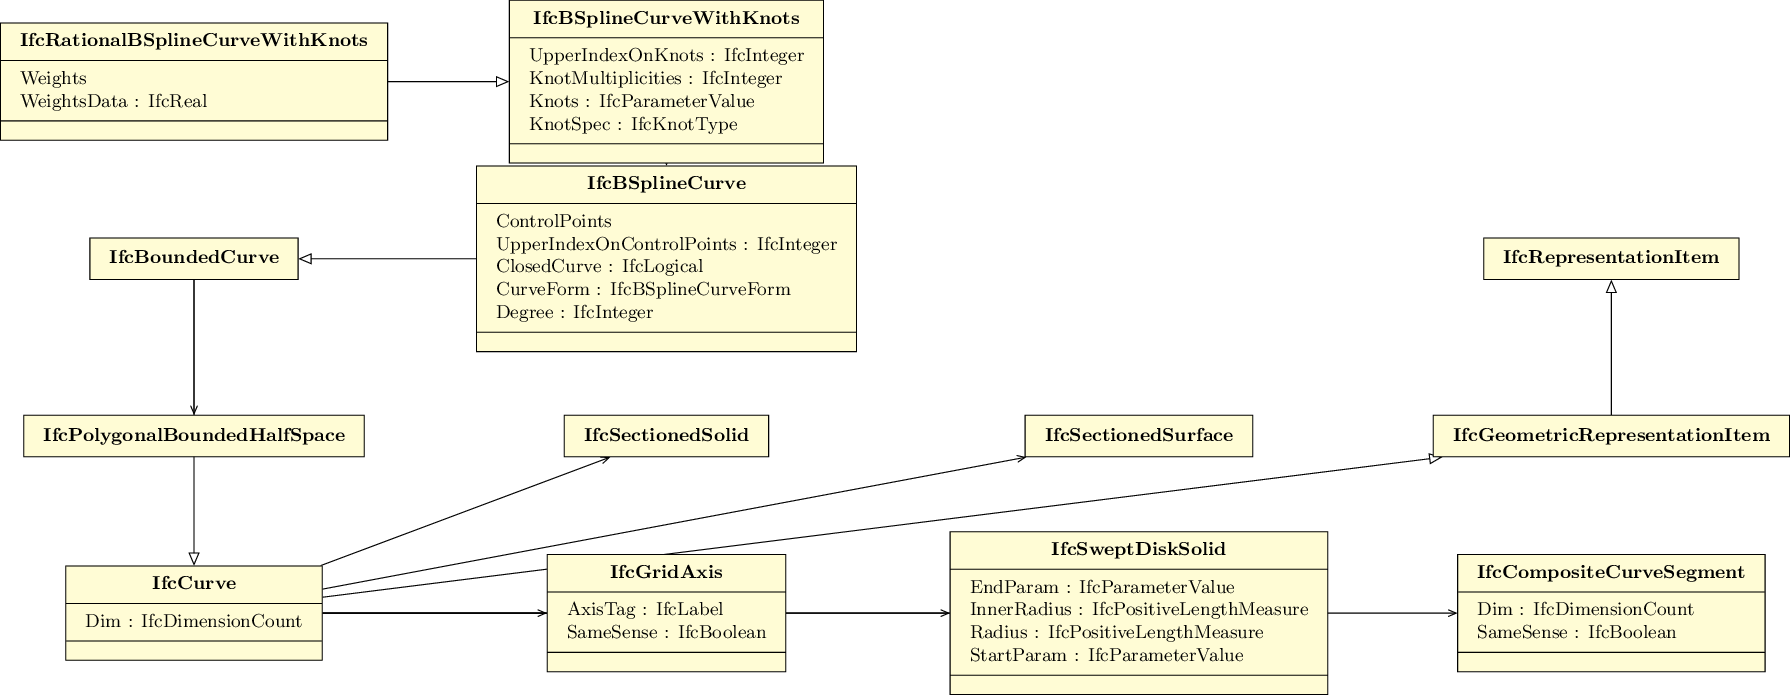 IfcRationalBSplineCurveWithKnots
Weights
WeightsData : IfcReal
IfcBSplineCurveWithKnots
UpperIndexOnKnots : IfcInteger
KnotMultiplicities : IfcInteger
Knots : IfcParameterValue
KnotSpec : IfcKnotType
IfcBSplineCurve
ControlPoints
UpperIndexOnControlPoints : IfcInteger
ClosedCurve : IfcLogical
CurveForm : IfcBSplineCurveForm
Degree : IfcInteger
IfcBoundedCurve
IfcRepresentationItem
IfcPolygonalBoundedHalfSpace
IfcSectionedSolid
IfcSectionedSurface
IfcGeometricRepresentationItem
IfcCurve
Dim : IfcDimensionCount
IfcGridAxis
AxisTag : IfcLabel
SameSense : IfcBoolean
IfcSweptDiskSolid
EndParam : IfcParameterValue
InnerRadius : IfcPositiveLengthMeasure
Radius : IfcPositiveLengthMeasure
StartParam : IfcParameterValue
IfcCompositeCurveSegment
Dim : IfcDimensionCount
SameSense : IfcBoolean